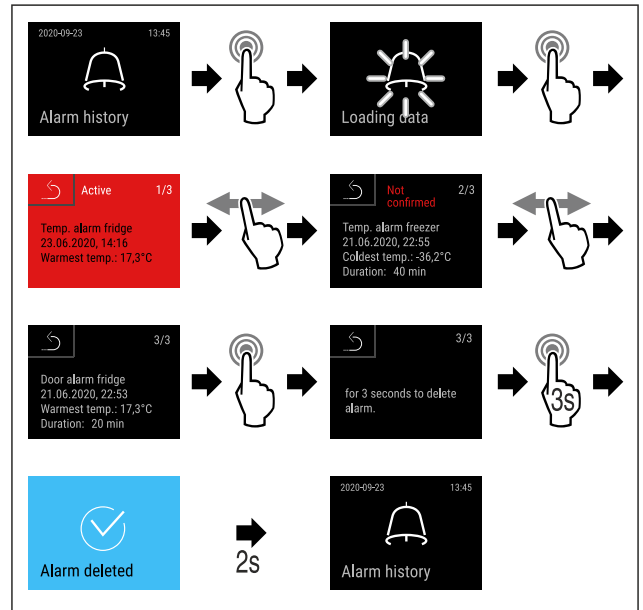 2020-09-23 13:45
Alarm history
Loading data
Active 1/3
Temp. alarm fridge
23.06.2020, 14:16
Warmest temp.: 17,3°C
Not
confirmed
2/3
Temp. alarm freezer
21.06.2020, 22:55
Coldest temp.: -36,2°C
Duration: 40 min
3/3
Door alarm fridge
21.06.2020, 22:53
Warmest temp.: 17,3°C
Duration: 20 min
3/3
for 3 seconds to delete
alarm.
3s
Alarm deleted
2s
2020-09-23 13:45
Alarm history